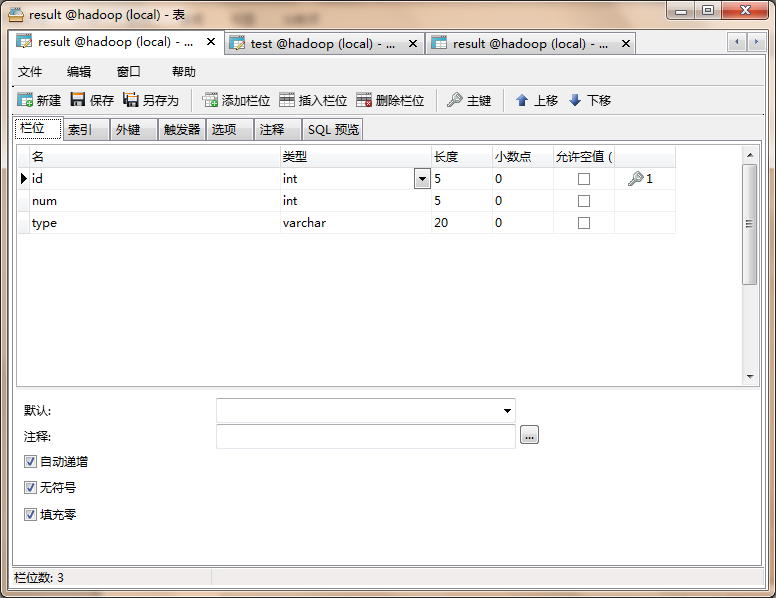 result @hadoop (local) - 表
result @hadoop (local) - ... test @hadoop (local) - ... result @hadoop (local) - ...
文件 编辑 窗口 帮助
新建 保存 另存为 添加栏位 插入栏位 删除栏位 主键 上移 下移
栏位 索引 外键 触发器 选项 注释 SQL 预览
名 类型 长度 小数点 允许空值 (
id int 5 0 1
num int 5 0
type varchar 20 0
默认:
注释: ...
自动递增
无符号
填充零
栏位数: 3